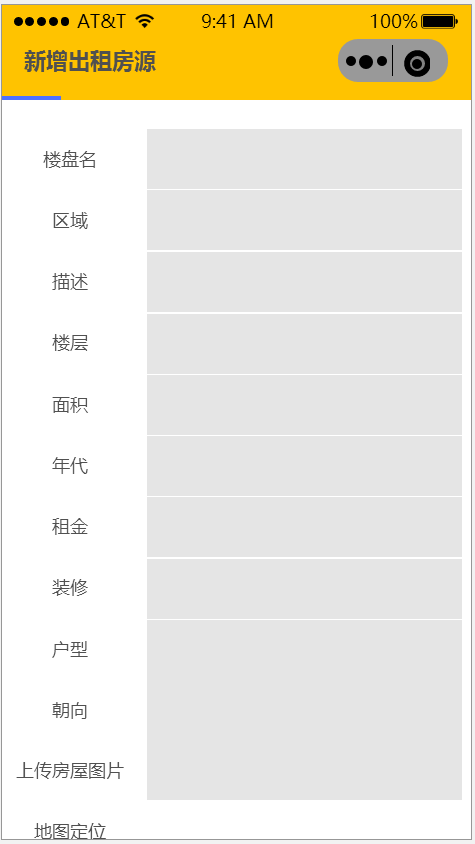 AT&T 9:41 AM 100%
新增出租房源
楼盘名
区域
描述
楼层
面积
年代
租金
装修
户型
朝向
上传房屋图片
地图定位